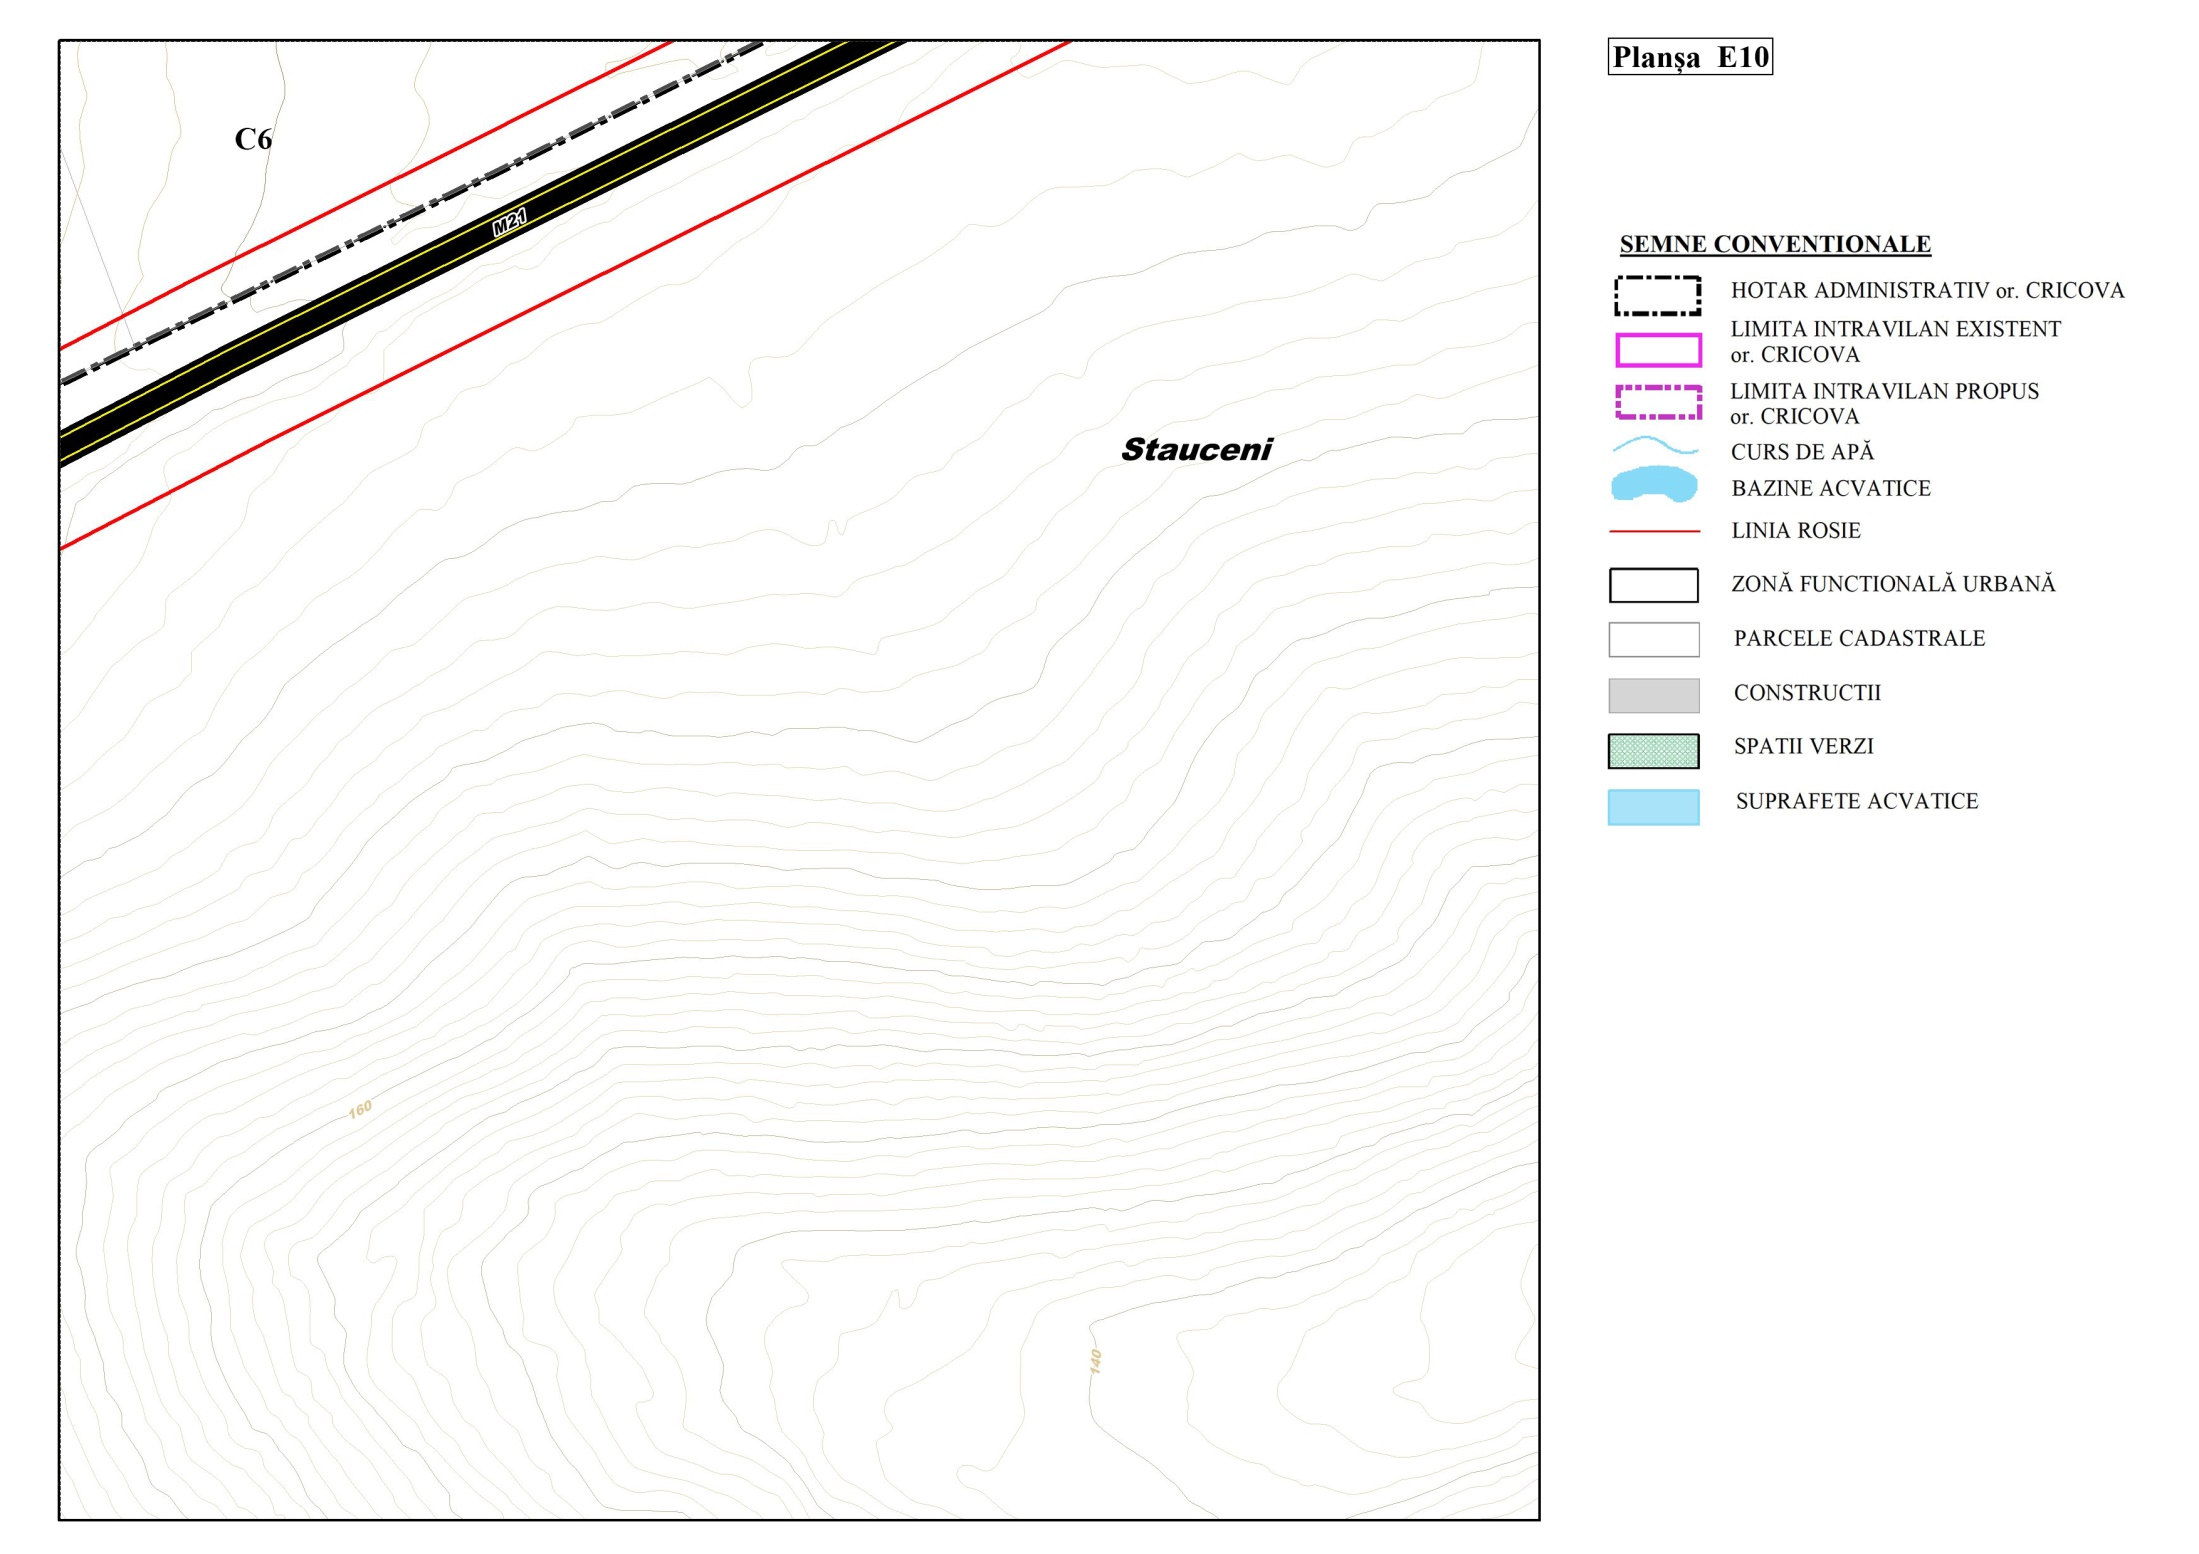 Planșa E10
C6
M21
Stauceni
160
140
SEMNE CONVENTIONALE
HOTAR ADMINISTRATIV or. CRICOVA
LIMITA INTRAVILAN EXISTENT
or. CRICOVA
LIMITA INTRAVILAN PROPUS
or. CRICOVA
CURS DE APĂ
BAZINE ACVATICE
LINIA ROSIE
ZONĂ FUNCTIONALĂ URBANĂ
PARCELE CADASTRALE
CONSTRUCTII
SPATII VERZI
SUPRAFETE ACVATICE